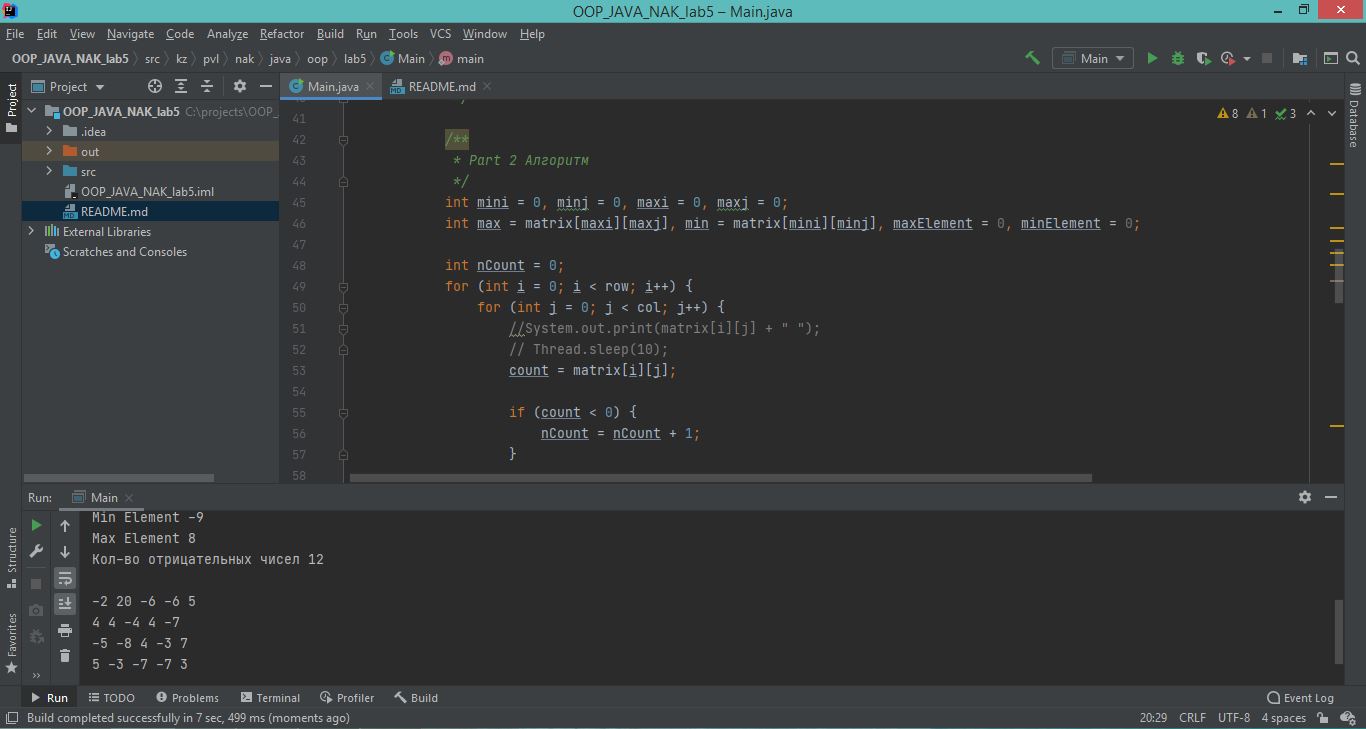 OOP_JAVA_NAK_lab5 – Main.java
File Edit View Navigate Code Analyze Refactor Build Run Tools VCS Window Help
OOP_JAVA_NAK_lab5 src kz pvl nak java oop lab5 Main main
Main
Project
Main.java README.md
Project
OOP_JAVA_NAK_lab5 C:\projects\OOP_
.idea
out
src
OOP_JAVA_NAK_lab5.iml
README.md
External Libraries
Scratches and Consoles
8 1 3
Database
41
42 /**
43 * Part 2 Алгоритм
44 */
45 int mini = 0, minj = 0, maxi = 0, maxj = 0;
46 int max = matrix[maxi][maxj], min = matrix[mini][minj], maxElement = 0, minElement = 0;
47
48 int nCount = 0;
49 for (int i = 0; i < row; i++) {
50 for (int j = 0; j < col; j++) {
51 //System.out.print(matrix[i][j] + " ");
52 // Thread.sleep(10);
53 count = matrix[i][j];
54
55 if (count < 0) {
56 nCount = nCount + 1;
57 }
58
Run: Main
Min Element -9
Max Element 8
Кол-во отрицательных чисел 12
-2 20 -6 -6 5
4 4 -4 4 -7
-5 -8 4 -3 7
5 -3 -7 -7 3
Structure
Favorites
Run TODO Problems Terminal Profiler Build Event Log
Build completed successfully in 7 sec, 499 ms (moments ago) 20:29 CRLF UTF-8 4 spaces